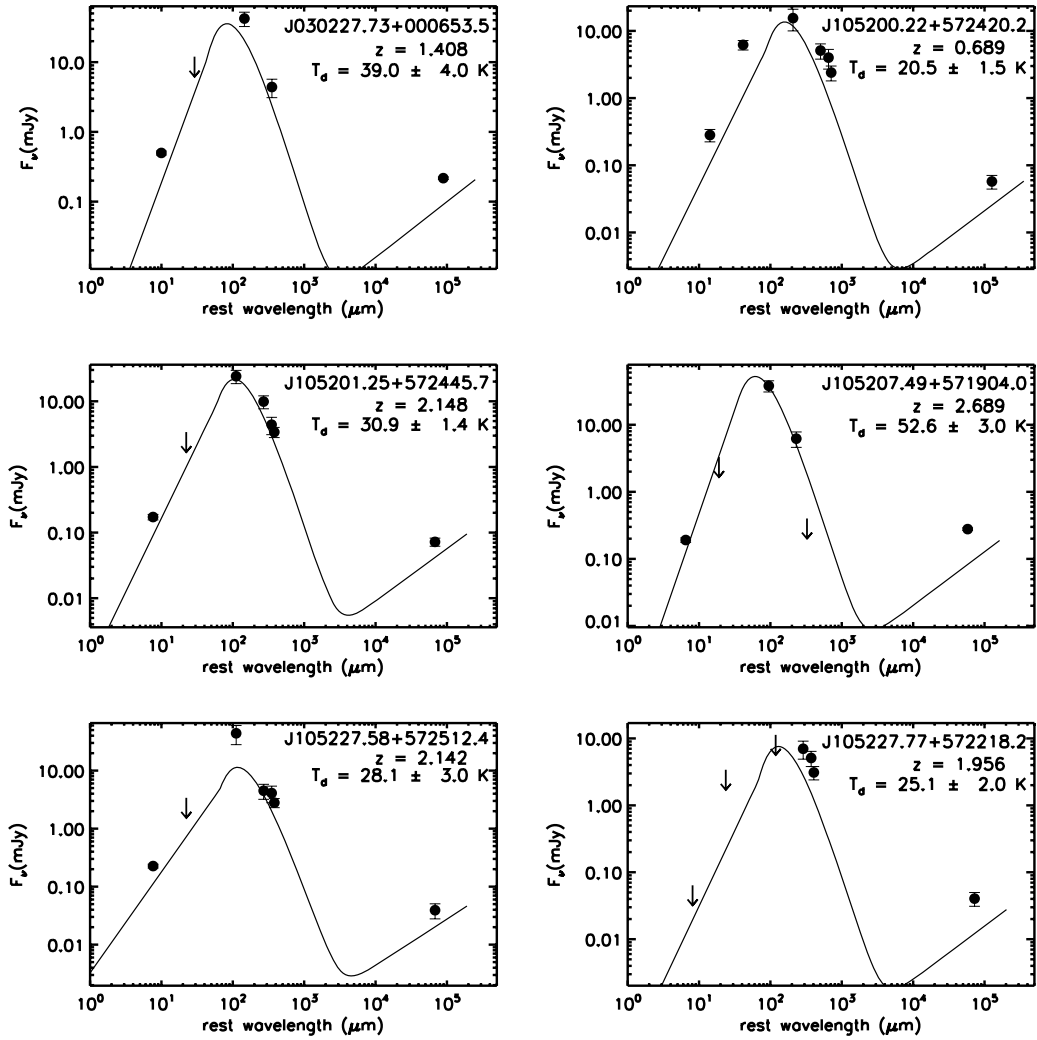 J030227.73+000653.5
z = 1.408
T_d = 39.0 ± 4.0 K
F_ν(mJy)
10.0
1.0
0.1
10^0 10^1 10^2 10^3 10^4 10^5
rest wavelength (μm)
J105200.22+572420.2
z = 0.689
T_d = 20.5 ± 1.5 K
F_ν(mJy)
10.00
1.00
0.10
0.01
10^0 10^1 10^2 10^3 10^4 10^5
rest wavelength (μm)
J105201.25+572445.7
z = 2.148
T_d = 30.9 ± 1.4 K
F_ν(mJy)
10.00
1.00
0.10
0.01
10^0 10^1 10^2 10^3 10^4 10^5
rest wavelength (μm)
J105207.49+571904.0
z = 2.689
T_d = 52.6 ± 3.0 K
F_ν(mJy)
10.00
1.00
0.10
0.01
10^0 10^1 10^2 10^3 10^4 10^5
rest wavelength (μm)
J105227.58+572512.4
z = 2.142
T_d = 28.1 ± 3.0 K
F_ν(mJy)
10.00
1.00
0.10
0.01
10^0 10^1 10^2 10^3 10^4 10^5
rest wavelength (μm)
J105227.77+572218.2
z = 1.956
T_d = 25.1 ± 2.0 K
F_ν(mJy)
10.00
1.00
0.10
0.01
10^0 10^1 10^2 10^3 10^4 10^5
rest wavelength (μm)